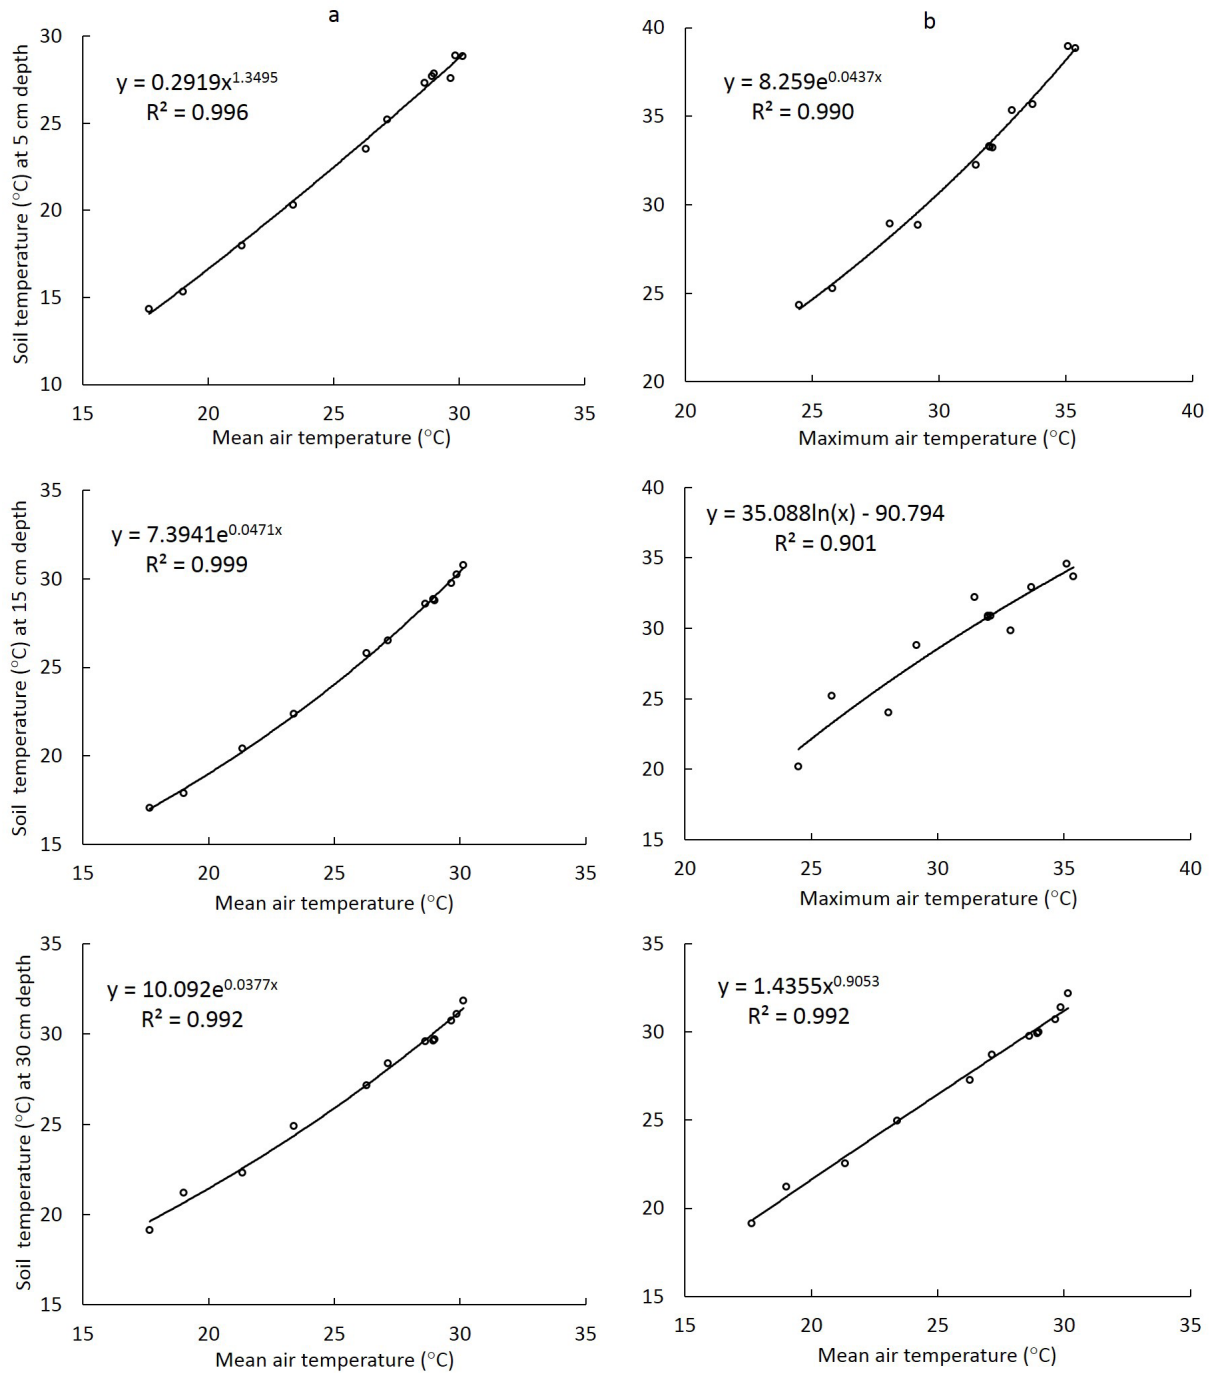 a
Soil temperature (°C) at 5 cm depth
30
25
20
15
10
y = 0.2919x^1.3495
R² = 0.996
15 20 25 30 35
Mean air temperature (°C)
b
40
35
30
25
20
y = 8.259e^0.0437x
R² = 0.990
20 25 30 35 40
Maximum air temperature (°C)
Soil temperature (°C) at 15 cm depth
35
30
25
20
15
y = 7.3941e^0.0471x
R² = 0.999
15 20 25 30 35
Mean air temperature (°C)
40
35
30
25
20
15
y = 35.088ln(x) - 90.794
R² = 0.901
20 25 30 35 40
Maximum air temperature (°C)
Soil temperature (°C) at 30 cm depth
35
30
25
20
15
y = 10.092e^0.0377x
R² = 0.992
15 20 25 30 35
Mean air temperature (°C)
35
30
25
20
15
y = 1.4355x^0.9053
R² = 0.992
15 20 25 30 35
Mean air temperature (°C)